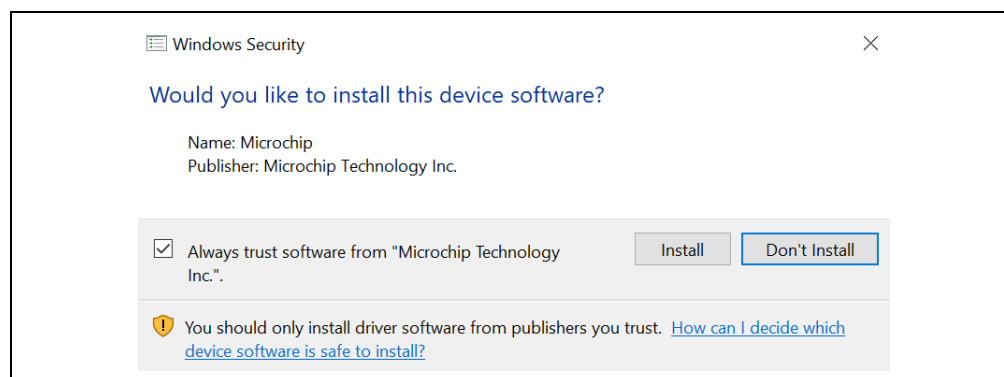 Windows Security
Would you like to install this device software?
Name: Microchip
Publisher: Microchip Technology Inc.
Always trust software from "Microchip Technology
Inc.".
Install
Don't Install
You should only install driver software from publishers you trust. How can I decide which
device software is safe to install?